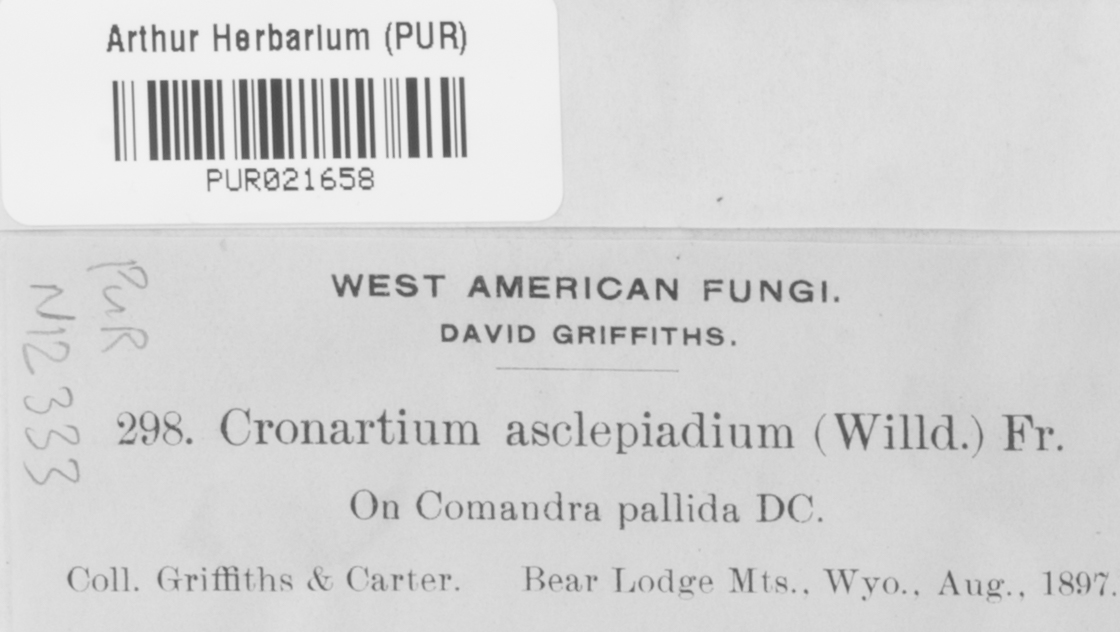 Arthur Herbarium (PUR)
PUR021658
PUR
N12333
WEST AMERICAN FUNGI.
DAVID GRIFFITHS.
298. Cronartium asclepiadium (Willd.) Fr.
On Comandra pallida DC.
Coll. Griffiths & Carter. Bear Lodge Mts., Wyo., Aug., 1897.